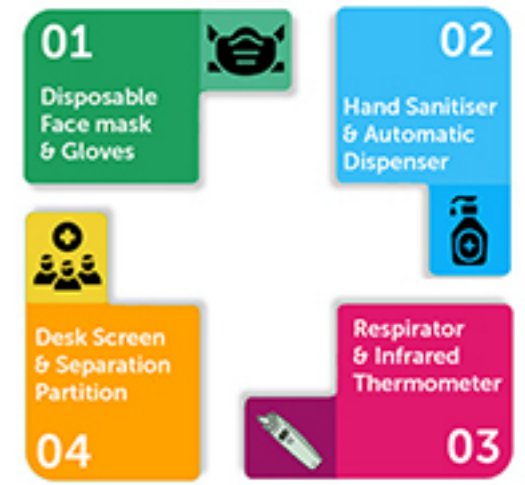 01
Disposable
Face mask
& Gloves
02
Hand Sanitiser
& Automatic
Dispenser
Respirator
& Infrared
Thermometer
03
Desk Screen
& Separation
Partition
04